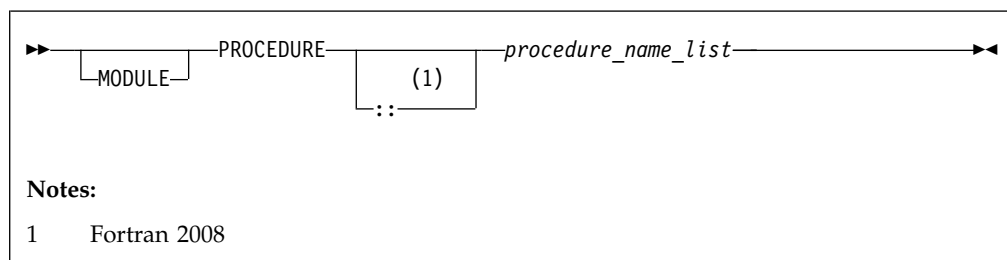 PROCEDURE procedure_name_list
MODULE (1)
::
Notes:
1 Fortran 2008